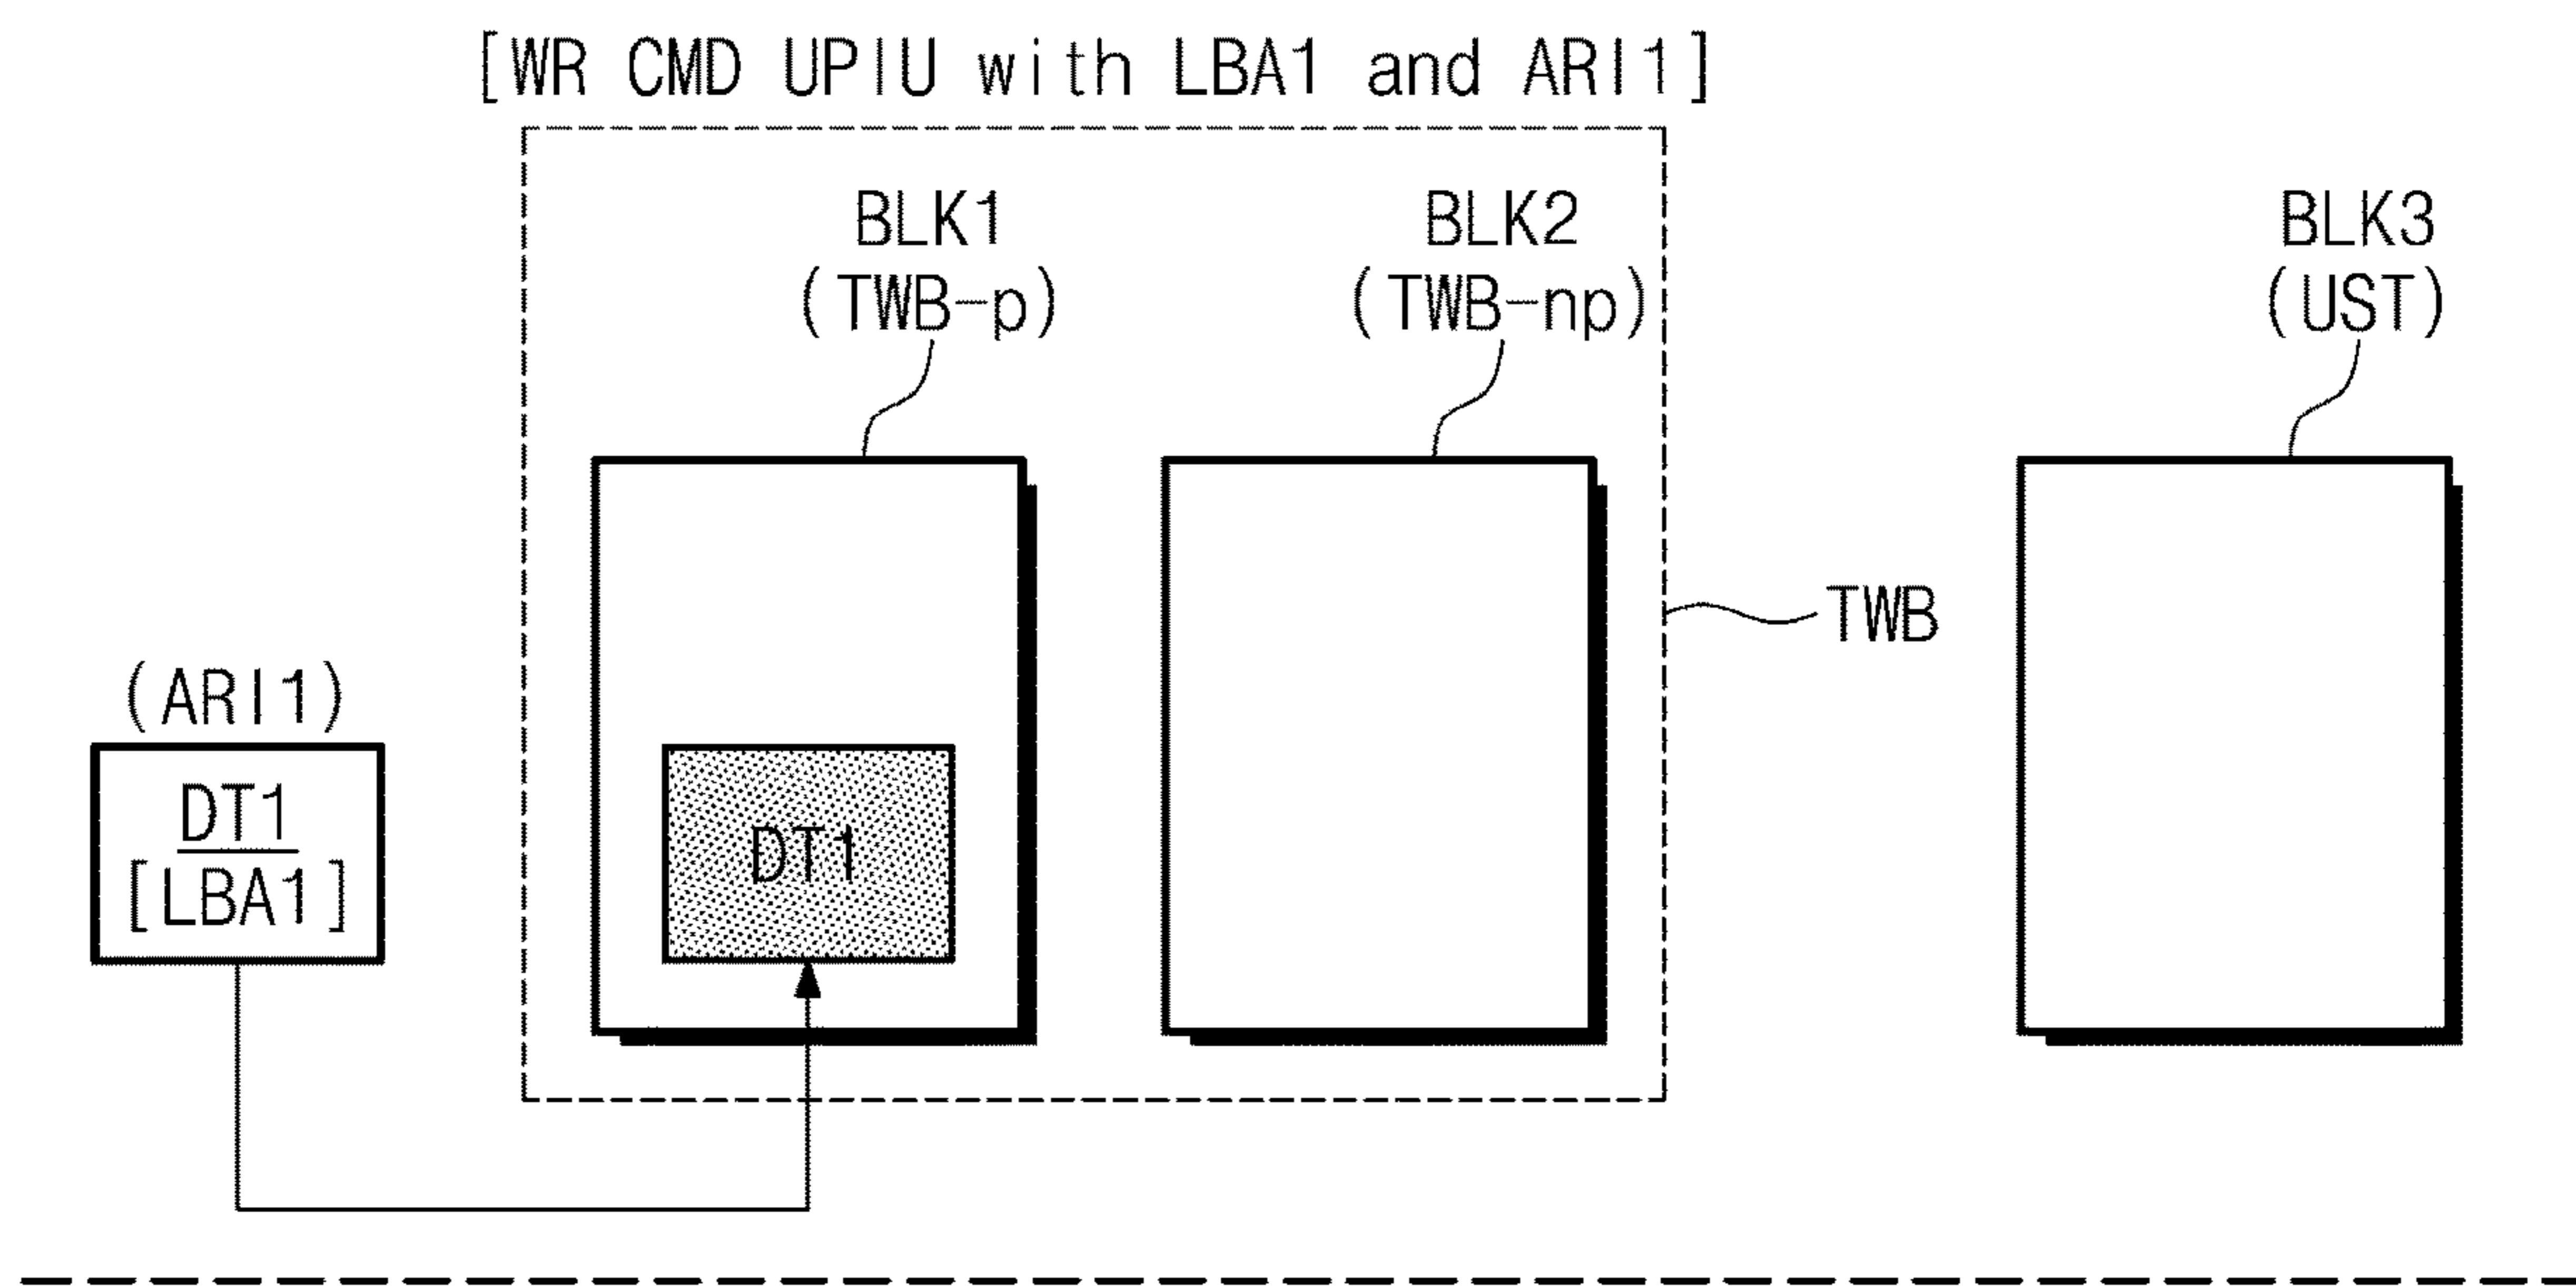 [WR CMD UPIU with LBA1 and ARI1]
BLK1
(TWB-p)
BLK2
(TWB-np)
BLK3
(UST)
TWB
(ARI1)
DT1
[LBA1]
DT1